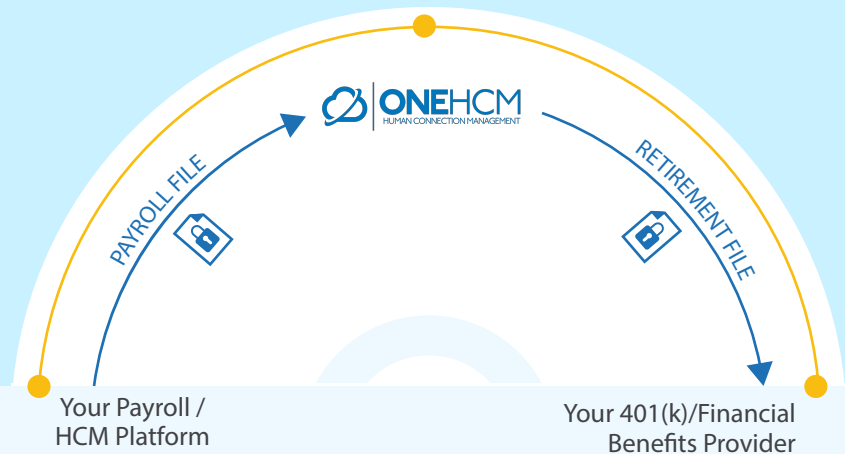 ONEHCM
HUMAN CONNECTION MANAGEMENT
PAYROLL FILE
RETIREMENT FILE
Your Payroll /
HCM Platform
Your 401(k)/Financial
Benefits Provider